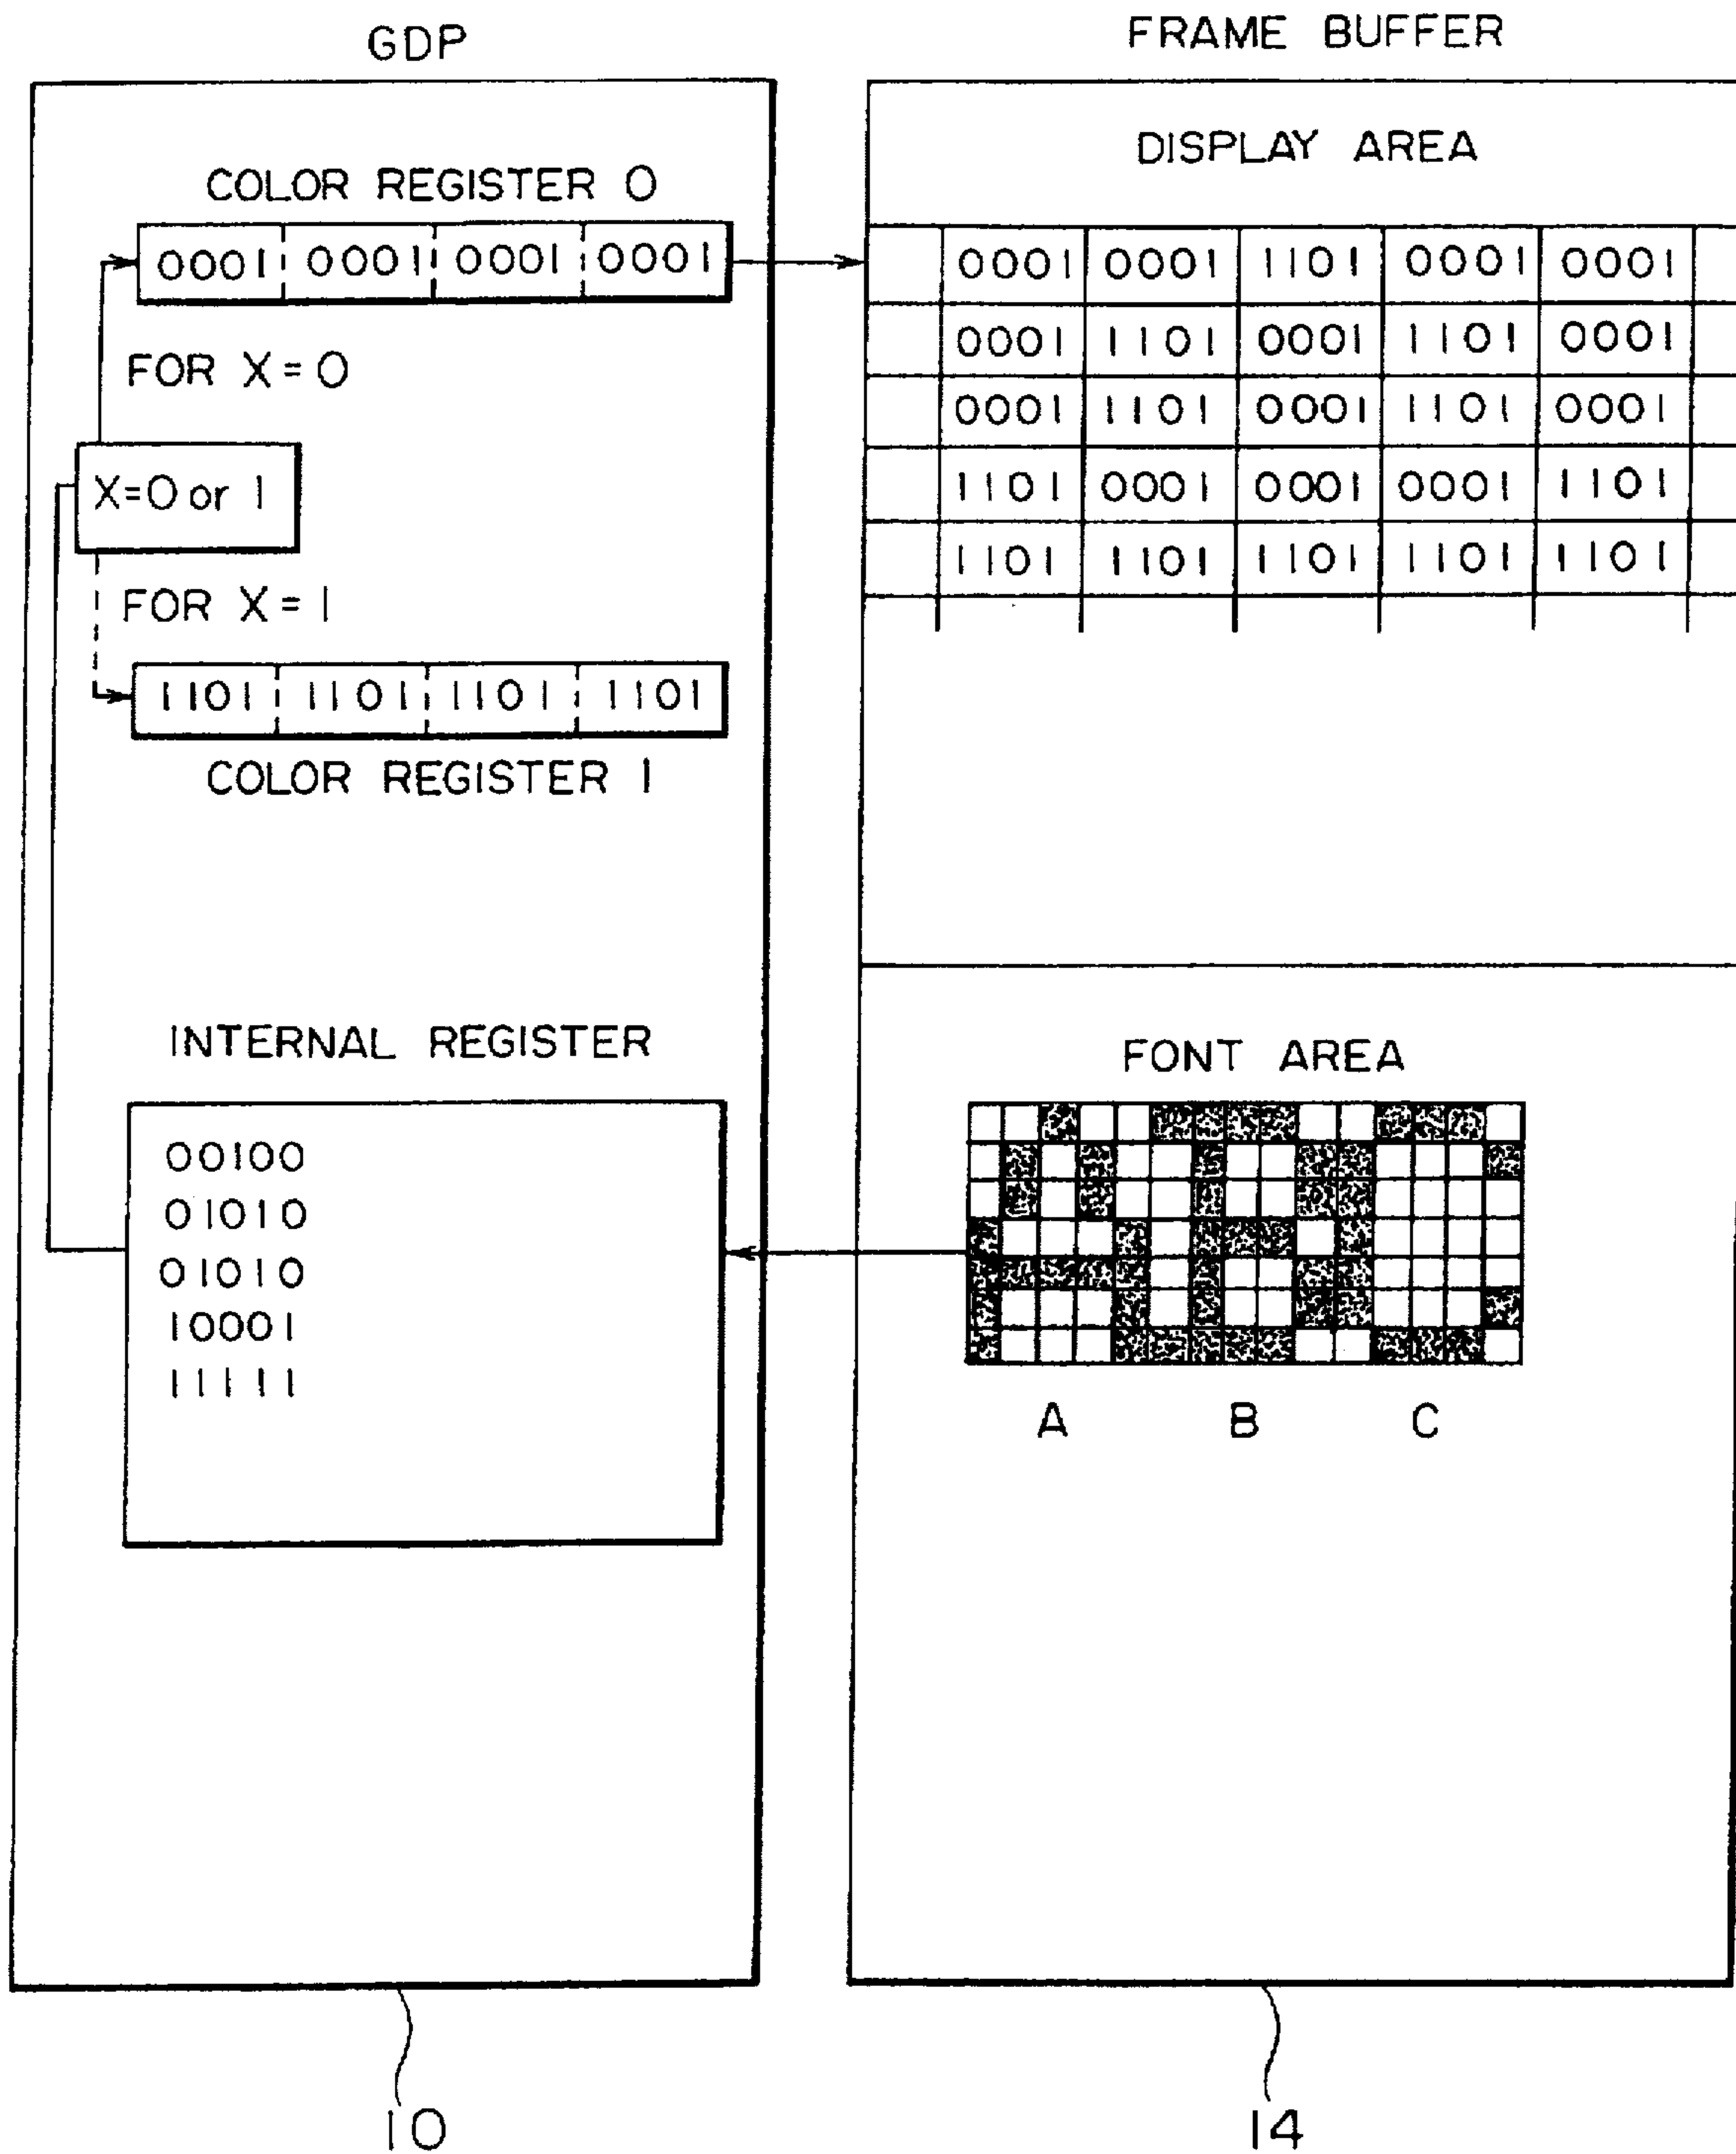 GDP
COLOR REGISTER 0
0001 0001 0001 0001
FOR X = 0
X=0 or 1
FOR X = 1
1101 1101 1101 1101
COLOR REGISTER 1
INTERNAL REGISTER
00100
01010
01010
10001
11111
10
FRAME BUFFER
DISPLAY AREA
0001 0001 1101 0001 0001
0001 1101 0001 1101 0001
0001 1101 0001 1101 0001
1101 0001 0001 0001 1101
1101 1101 1101 1101 1101
FONT AREA
A B C
14